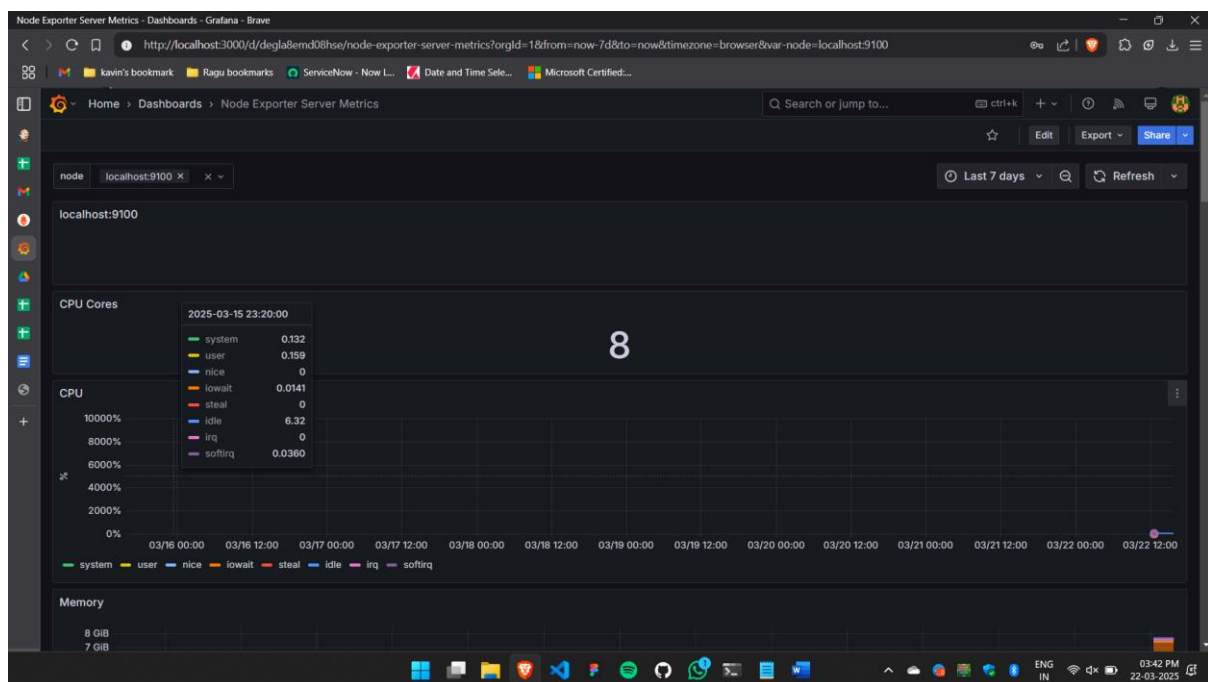 Node Exporter Server Metrics - Dashboards - Grafana - Brave
http://localhost:3000/d/degla8emd08hse/node-exporter-server-metrics?orgId=1&from=now-7d&to=now&timezone=browser&var-node=localhost:9100
kavin's bookmark Ragu bookmarks ServiceNow - Now L... Date and Time Sele... Microsoft Certified:...
Home › Dashboards › Node Exporter Server Metrics Search or jump to... ctrl+k
Edit Export Share
node localhost:9100 × Last 7 days Refresh
localhost:9100
CPU Cores
8
2025-03-15 23:20:00
system 0.132
user 0.159
nice 0
iowait 0.0141
steal 0
idle 6.32
irq 0
softirq 0.0360
CPU
10000%
8000%
6000%
4000%
2000%
0%
%
03/16 00:00 03/16 12:00 03/17 00:00 03/17 12:00 03/18 00:00 03/18 12:00 03/19 00:00 03/19 12:00 03/20 00:00 03/20 12:00 03/21 00:00 03/21 12:00 03/22 00:00 03/22 12:00
system user nice iowait steal idle irq softirq
Memory
8 GiB
7 GiB
ENG
IN
03:42 PM
22-03-2025